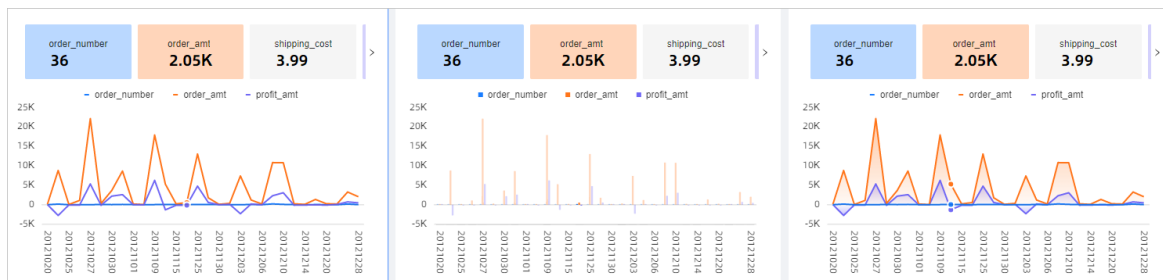 order_number order_amt shipping_cost
36 2.05K 3.99
order_number order_amt profit_amt
25K
20K
15K
10K
5K
0
-5K
20121020 20121025 20121027 20121030 20121101 20121109 20121115 20121125 20121203 20121206 20121210 20121214 20121220 20121228
order_number order_amt shipping_cost
36 2.05K 3.99
order_number order_amt profit_amt
25K
20K
15K
10K
5K
0
-5K
20121020 20121025 20121027 20121030 20121101 20121109 20121115 20121125 20121203 20121206 20121210 20121214 20121220 20121228
order_number order_amt shipping_cost
36 2.05K 3.99
order_number order_amt profit_amt
25K
20K
15K
10K
5K
0
-5K
20121020 20121025 20121027 20121030 20121101 20121109 20121115 20121125 20121203 20121206 20121210 20121214 20121220 20121228